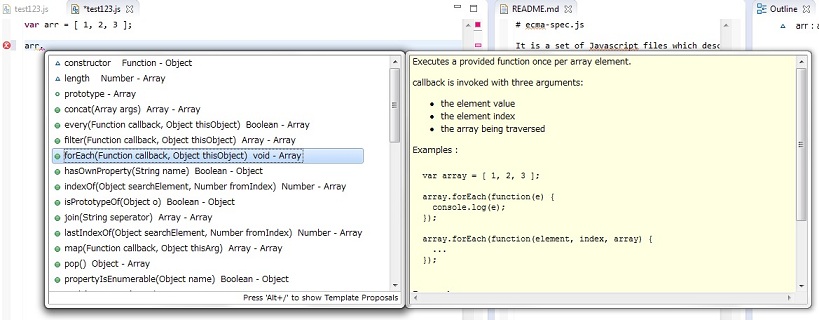 test123.js
*test123.js
README.md
Outline
var arr = [ 1, 2, 3 ];
# ecma-spec.js
arr : a
arr.
It is a set of Javascript files which desc
constructor Function - Object
length Number - Array
prototype - Array
concat(Array args) Array - Array
every(Function callback, Object thisObject) Boolean - Array
filter(Function callback, Object thisObject) Array - Array
forEach(Function callback, Object thisObject) void - Array
hasOwnProperty(String name) Boolean - Object
indexOf(Object searchElement, Number fromIndex) Number - Array
isPrototypeOf(Object o) Boolean - Object
join(String seperator) Array - Array
lastIndexOf(Object searchElement, Number fromIndex) Number - Array
map(Function callback, Object thisArg) Array - Array
pop() Object - Array
propertyIsEnumerable(Object name) Boolean - Object
Press 'Alt+/' to show Template Proposals
Executes a provided function once per array element.
callback is invoked with three arguments:
• the element value
• the element index
• the array being traversed
Examples :
var array = [ 1, 2, 3 ];
array.forEach(function(e) {
console.log(e);
});
array.forEach(function(element, index, array) {
...
});